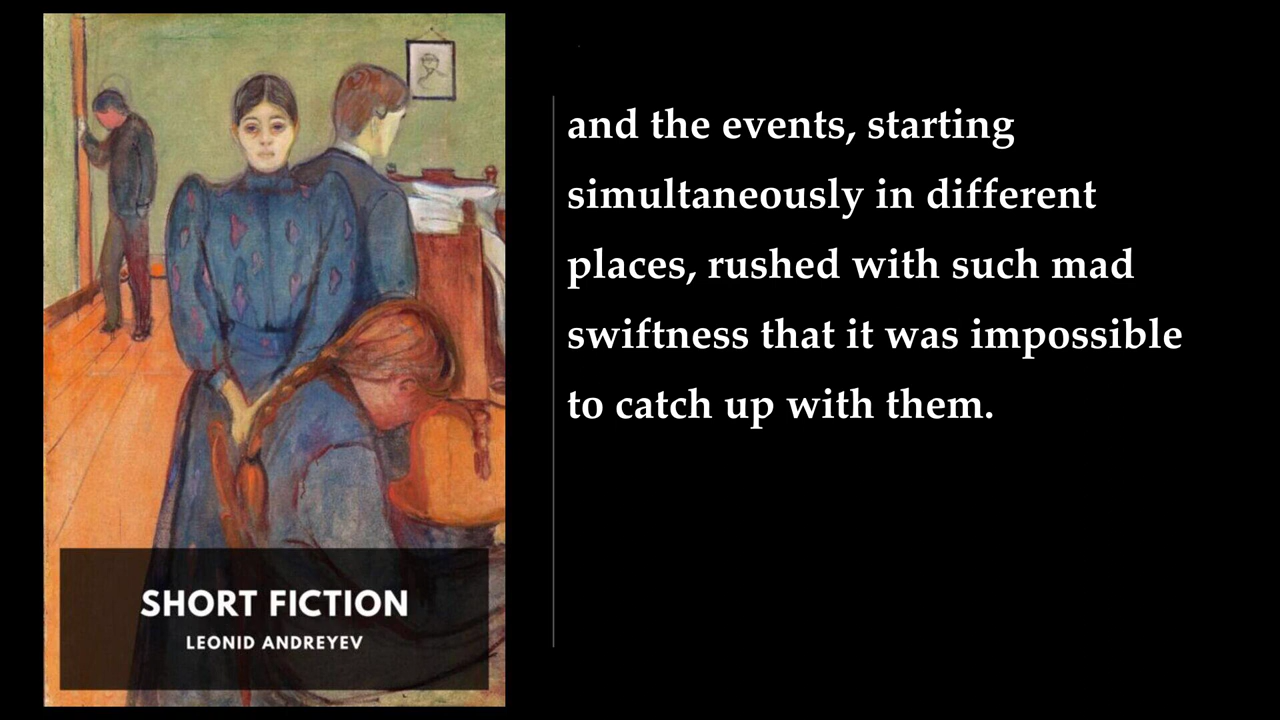 SHORT FICTION
LEONID ANDREYEV
and the events, starting
simultaneously in different
places, rushed with such mad
swiftness that it was impossible
to catch up with them.